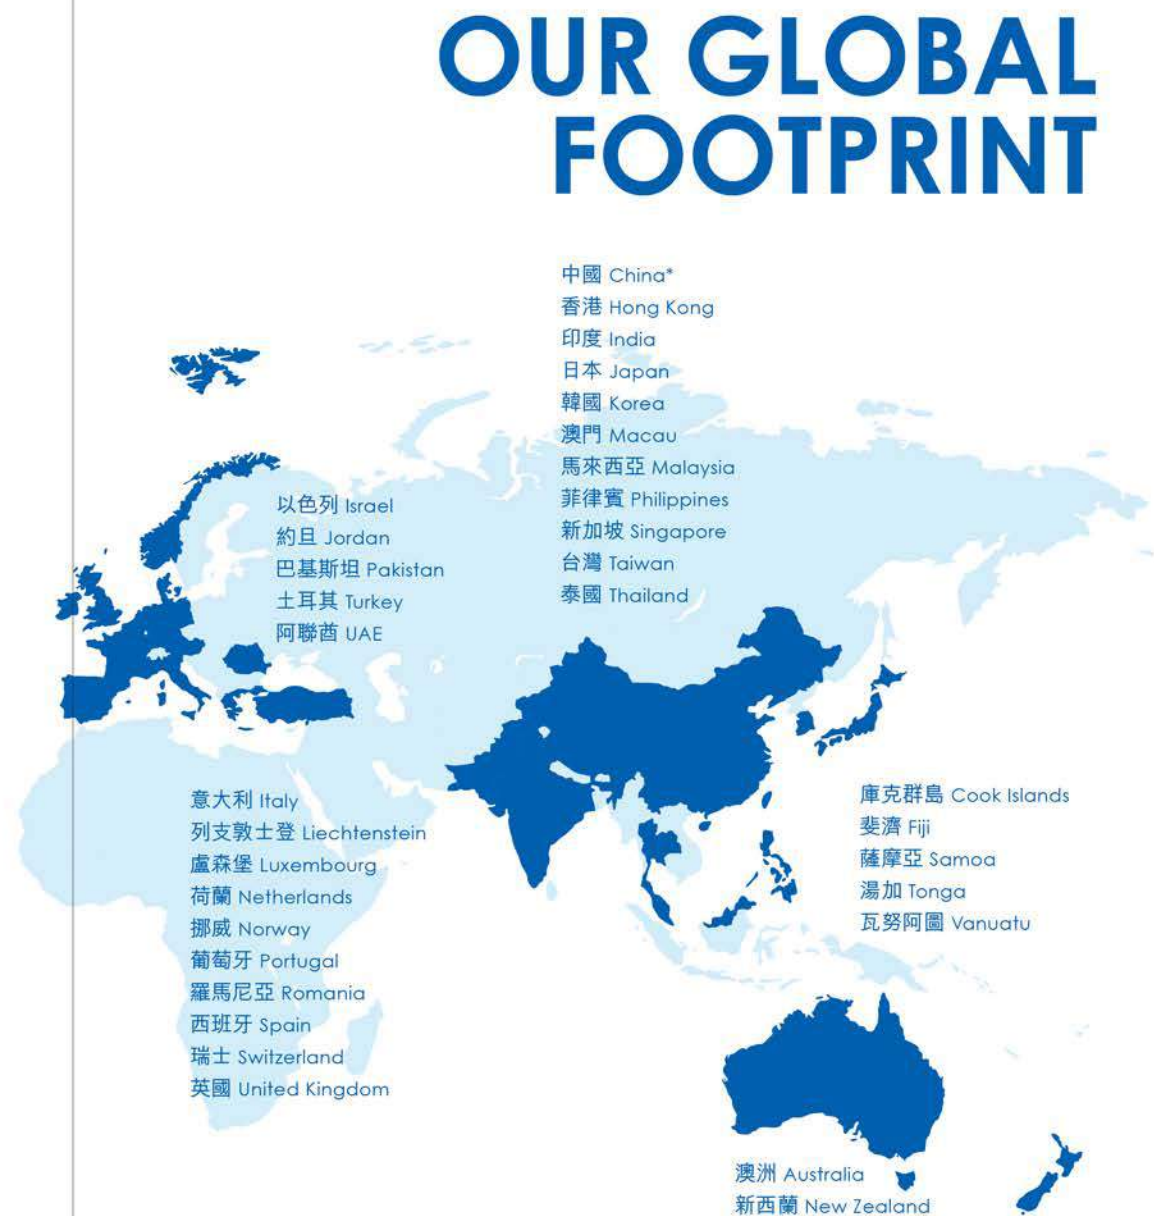 OUR GLOBAL
FOOTPRINT
中國 China*
香港 Hong Kong
印度 India
日本 Japan
韓國 Korea
澳門 Macau
馬來西亞 Malaysia
菲律賓 Philippines
新加坡 Singapore
台灣 Taiwan
泰國 Thailand
以色列 Israel
約旦 Jordan
巴基斯坦 Pakistan
土耳其 Turkey
阿聯酋 UAE
意大利 Italy
列支敦士登 Liechtenstein
盧森堡 Luxembourg
荷蘭 Netherlands
挪威 Norway
葡萄牙 Portugal
羅馬尼亞 Romania
西班牙 Spain
瑞士 Switzerland
英國 United Kingdom
庫克群島 Cook Islands
斐濟 Fiji
薩摩亞 Samoa
湯加 Tonga
瓦努阿圖 Vanuatu
澳洲 Australia
新西蘭 New Zealand